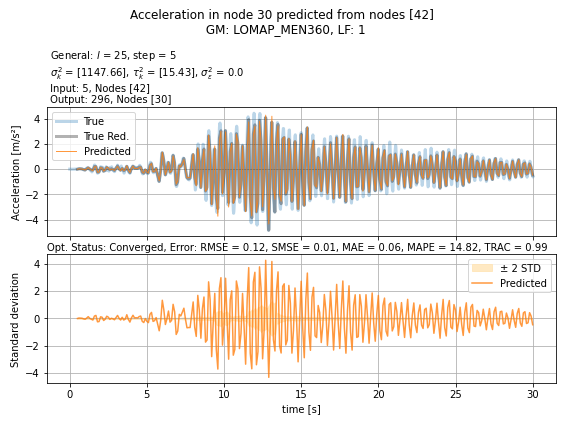 Acceleration in node 30 predicted from nodes [42]
GM: LOMAP_MEN360, LF: 1
General: l = 25, step = 5
σ²ₖ = [1147.66], τ²ₖ = [15.43], σ²ε = 0.0
Input: 5, Nodes [42]
Output: 296, Nodes [30]
Acceleration [m/s²]
4
2
0
−2
−4
True
True Red.
Predicted
Opt. Status: Converged, Error: RMSE = 0.12, SMSE = 0.01, MAE = 0.06, MAPE = 14.82, TRAC = 0.99
Standard deviation
4
2
0
−2
−4
± 2 STD
Predicted
0 5 10 15 20 25 30
time [s]